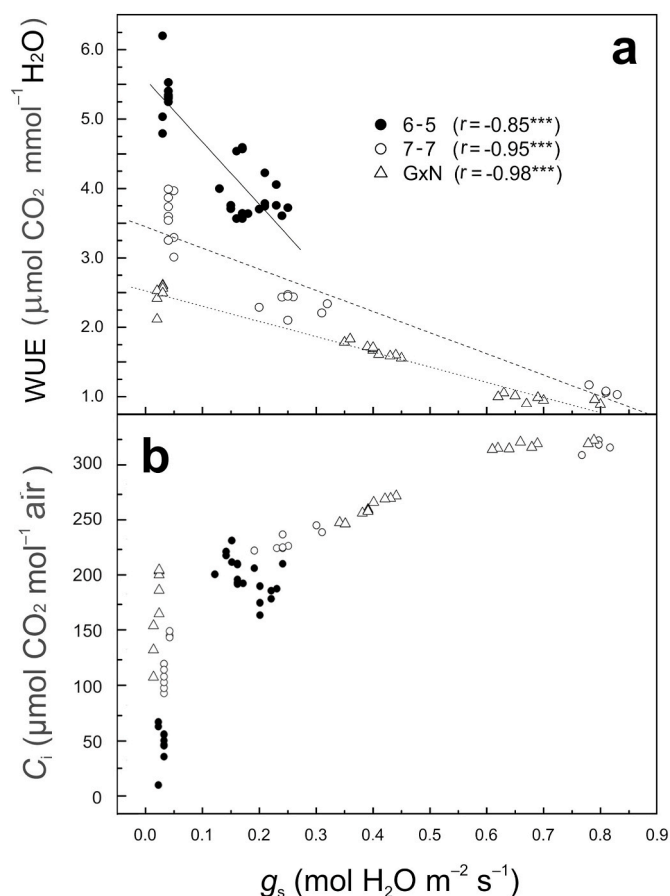 WUE (μmol CO₂ mmol⁻¹ H₂O)
6.0
5.0
4.0
3.0
2.0
1.0
a
● 6-5 (r = -0.85***)
○ 7-7 (r = -0.95***)
△ GxN (r = -0.98***)
b
Cᵢ (μmol CO₂ mol⁻¹ air)
300
250
200
150
100
50
0
0.0 0.1 0.2 0.3 0.4 0.5 0.6 0.7 0.8 0.9
gₛ (mol H₂O m⁻² s⁻¹)